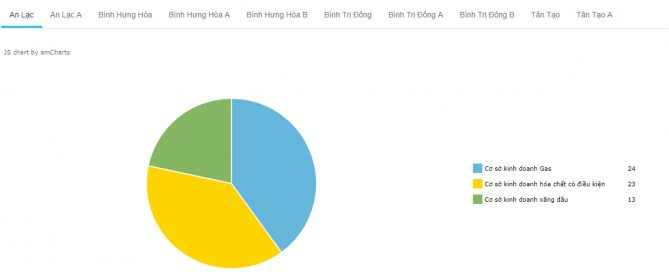 An Lạc An Lạc A Bình Hưng Hòa Bình Hưng Hòa A Bình Hưng Hòa B Bình Trị Đông Bình Trị Đông A Bình Trị Đông B Tân Tạo Tân Tạo A
JS chart by amCharts
Cơ sở kinh doanh Gas 24
Cơ sở kinh doanh hóa chất có điều kiện 23
Cơ sở kinh doanh xăng dầu 13